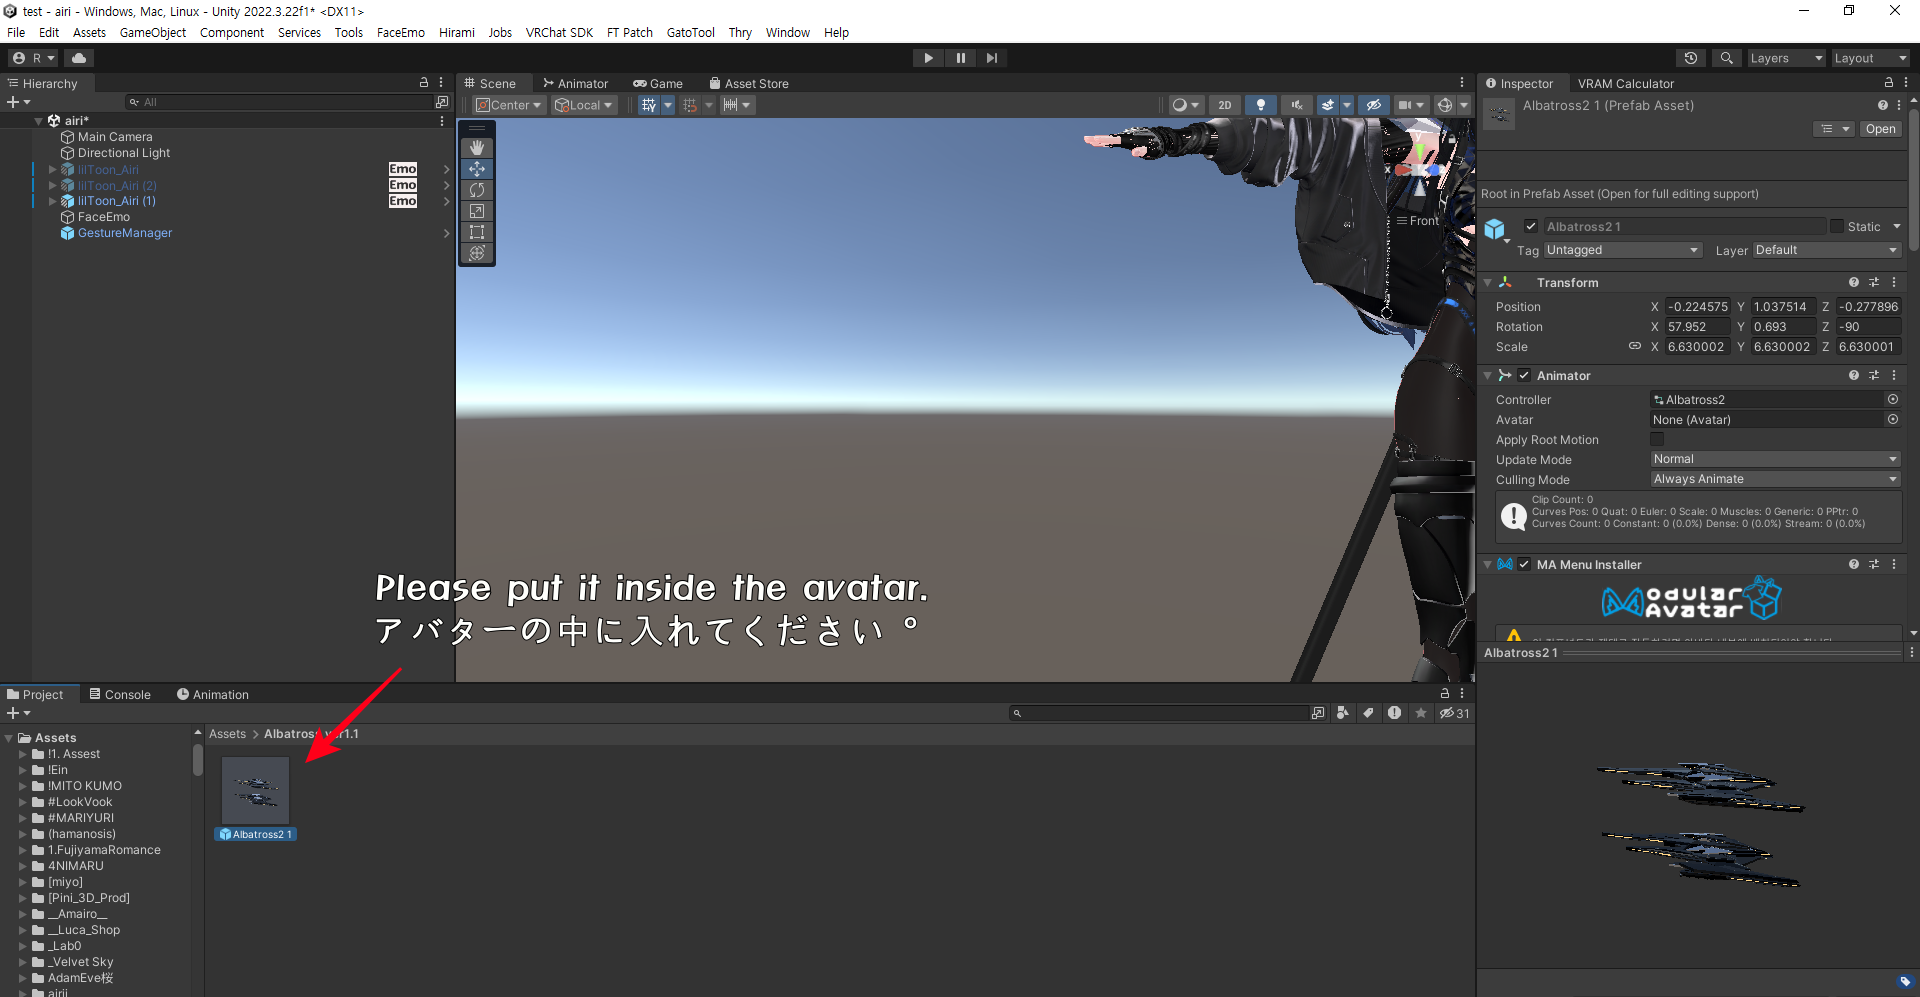 test - airi - Windows, Mac, Linux - Unity 2022.3.22f1* <DX11>
File Edit Assets GameObject Component Services Tools FaceEmo Hirami Jobs VRChat SDK FT Patch GatoTool Thry Window Help
R Layers Layout
Hierarchy
All
airi*
Main Camera
Directional Light
lilToon_Airi Emo
lilToon_Airi (2) Emo
lilToon_Airi (1) Emo
FaceEmo
GestureManager
Scene Animator Game Asset Store
Center Local 2D
y
x
Front
Please put it inside the avatar.
アバターの中に入れてください 。
Inspector VRAM Calculator
Albatross2 1 (Prefab Asset)
Open
Root in Prefab Asset (Open for full editing support)
Albatross2 1 Static
Tag Untagged Layer Default
Transform
Position X -0.224575 Y 1.037514 Z -0.277896
Rotation X 57.952 Y 0.693 Z -90
Scale X 6.630002 Y 6.630002 Z 6.630001
Animator
Controller Albatross2
Avatar None (Avatar)
Apply Root Motion
Update Mode Normal
Culling Mode Always Animate
Clip Count: 0
Curves Pos: 0 Quat: 0 Euler: 0 Scale: 0 Muscles: 0 Generic: 0 PPtr: 0
Curves Count: 0 Constant: 0 (0.0%) Dense: 0 (0.0%) Stream: 0 (0.0%)
MA Menu Installer
Modular Avatar
Albatross2 1
Project Console Animation
31
Assets
!1. Assest
!Ein
!MITO KUMO
#LookVook
#MARIYURI
(hamanosis)
1.FujiyamaRomance
4NIMARU
[miyo]
[Pini_3D_Prod]
__Amairo__
__Luca_Shop
_Lab0
_Velvet Sky
AdamEve桜
airii
Assets > Albatross ver1.1
Albatross2 1